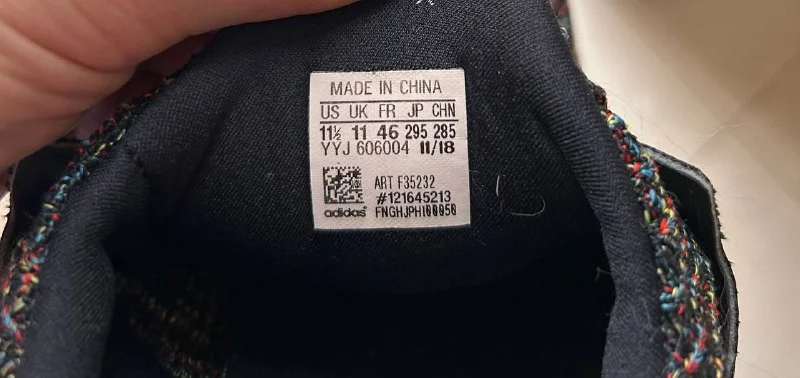 MADE IN CHINA
US UK FR JP CHN
11½ 11 46 295 285
YYJ 606004 11/18
ART F35232
#121645213
adidas FNGHJPHI00050